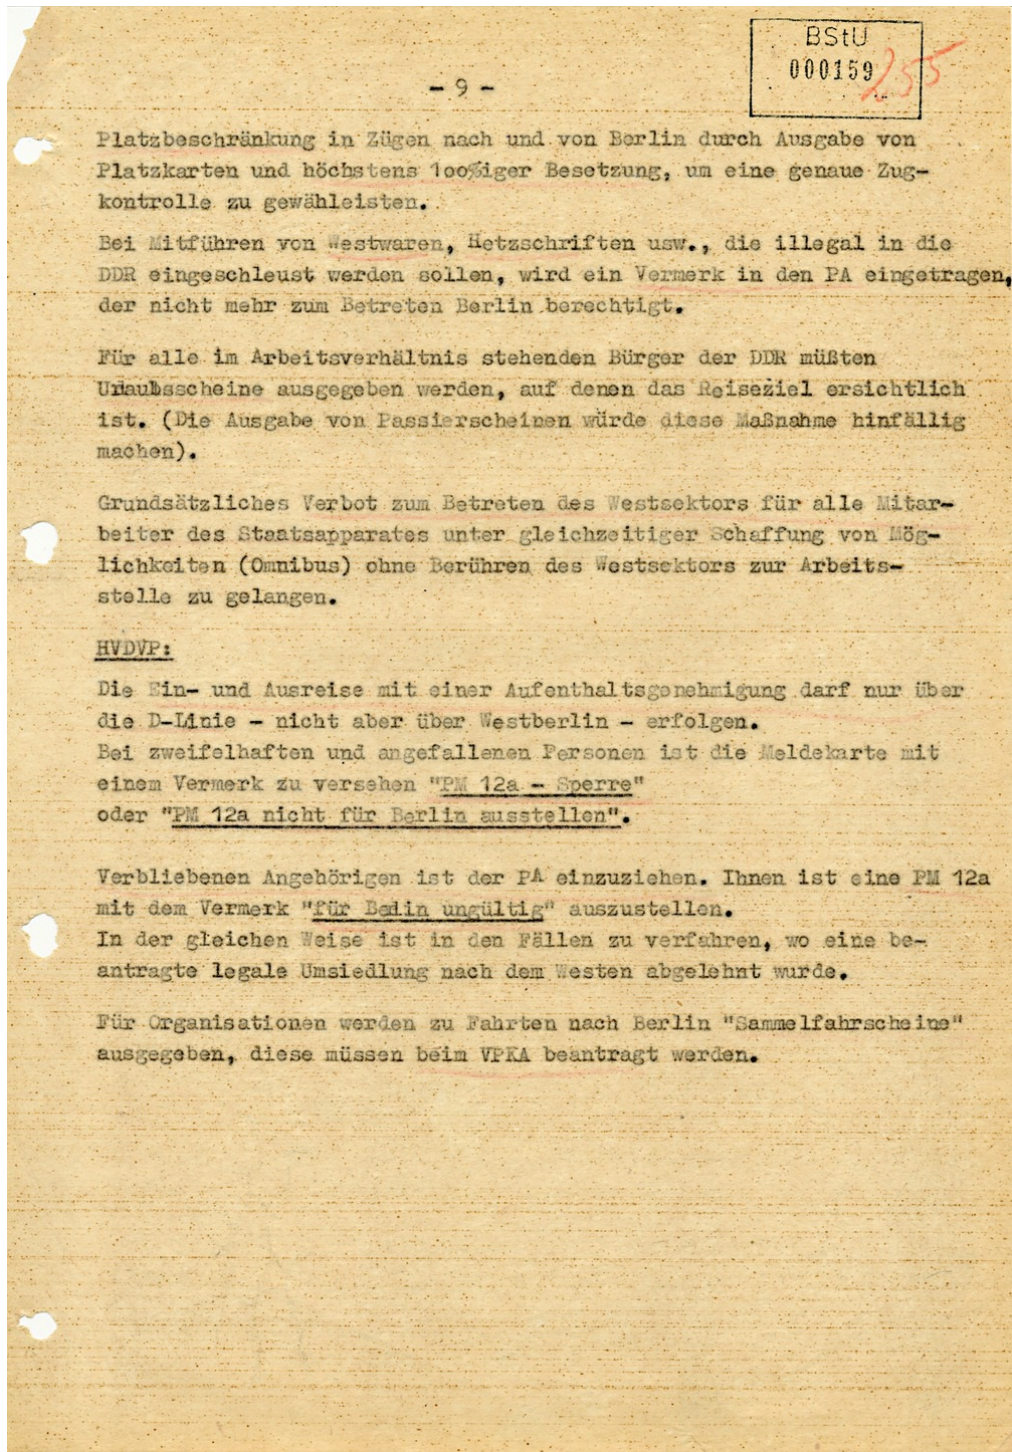 BStU
000159
255
- 9 -
Platzbeschränkung in Zügen nach und von Berlin durch Ausgabe von
Platzkarten und höchstens 100%iger Besetzung, um eine genaue Zug-
kontrolle zu gewähleisten.
Bei Mitführen von Westwaren, Hetzschriften usw., die illegal in die
DDR eingeschleust werden sollen, wird ein Vermerk in den PA eingetragen,
der nicht mehr zum Betreten Berlin berechtigt.
Für alle im Arbeitsverhältnis stehenden Bürger der DDR müßten
Urlaubsscheine ausgegeben werden, auf denen das Reiseziel ersichtlich
ist. (Die Ausgabe von Passierscheinen würde diese Maßnahme hinfällig
machen).
Grundsätzliches Verbot zum Betreten des Westsektors für alle Mitar-
beiter des Staatsapparates unter gleichzeitiger Schaffung von Mög-
lichkeiten (Omnibus) ohne Berühren des Westsektors zur Arbeits-
stelle zu gelangen.
HVDVP:
Die Ein- und Ausreise mit einer Aufenthaltsgenehmigung darf nur über
die D-Linie - nicht aber über Westberlin - erfolgen.
Bei zweifelhaften und angefallenen Personen ist die Meldekarte mit
einem Vermerk zu versehen "PM 12a - Sperre"
oder "PM 12a nicht für Berlin ausstellen".
Verbliebenen Angehörigen ist der PA einzuziehen. Ihnen ist eine PM 12a
mit dem Vermerk "für Berlin ungültig" auszustellen.
In der gleichen Weise ist in den Fällen zu verfahren, wo eine be-
antragte legale Umsiedlung nach dem Westen abgelehnt wurde.
Für Organisationen werden zu Fahrten nach Berlin "Sammelfahrscheine"
ausgegeben, diese müssen beim VPKA beantragt werden.